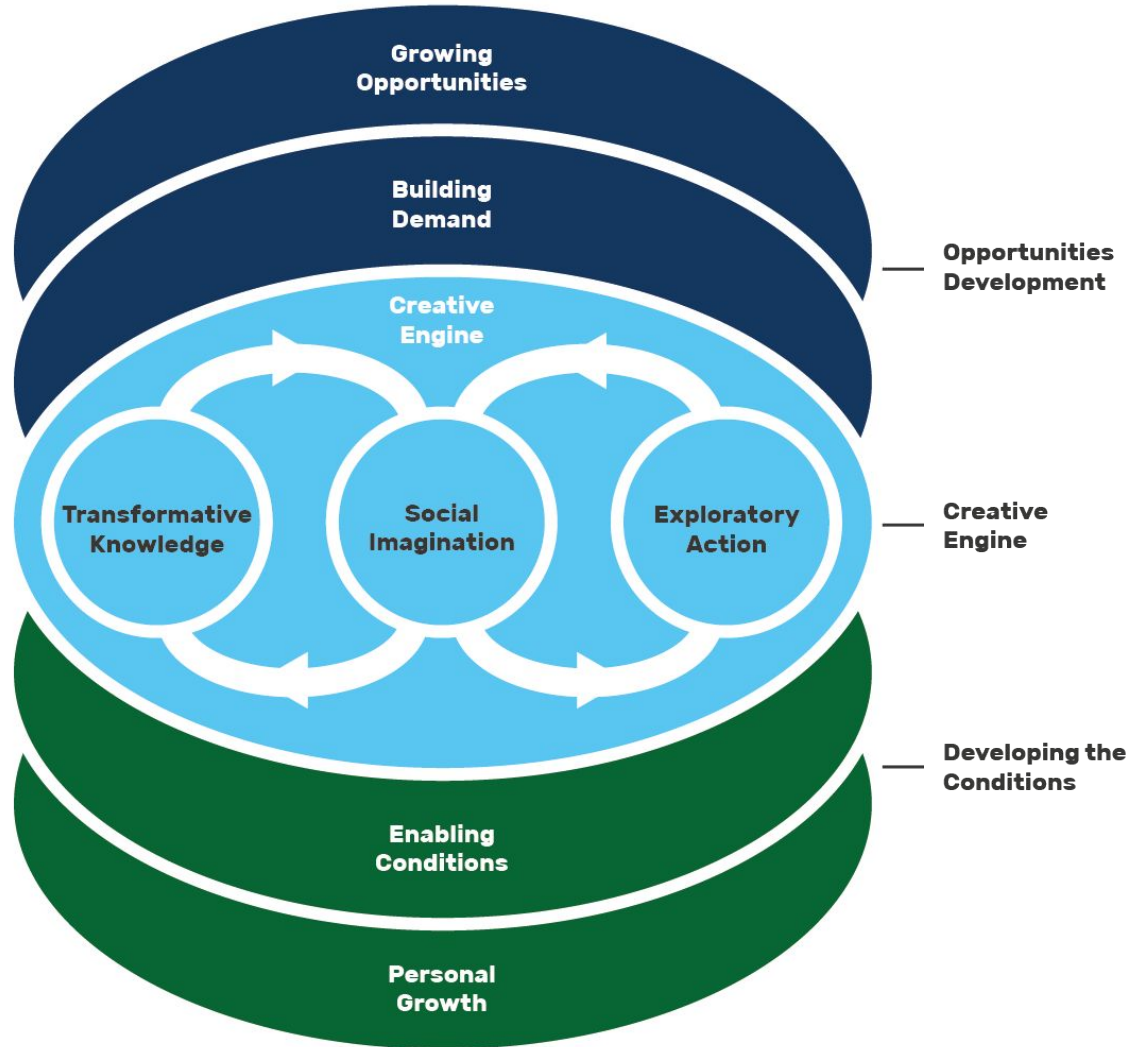 Growing
Opportunities
Building
Demand
Creative
Engine
Transformative
Knowledge
Social
Imagination
Exploratory
Action
Enabling
Conditions
Personal
Growth
Opportunities
Development
Creative
Engine
Developing the
Conditions